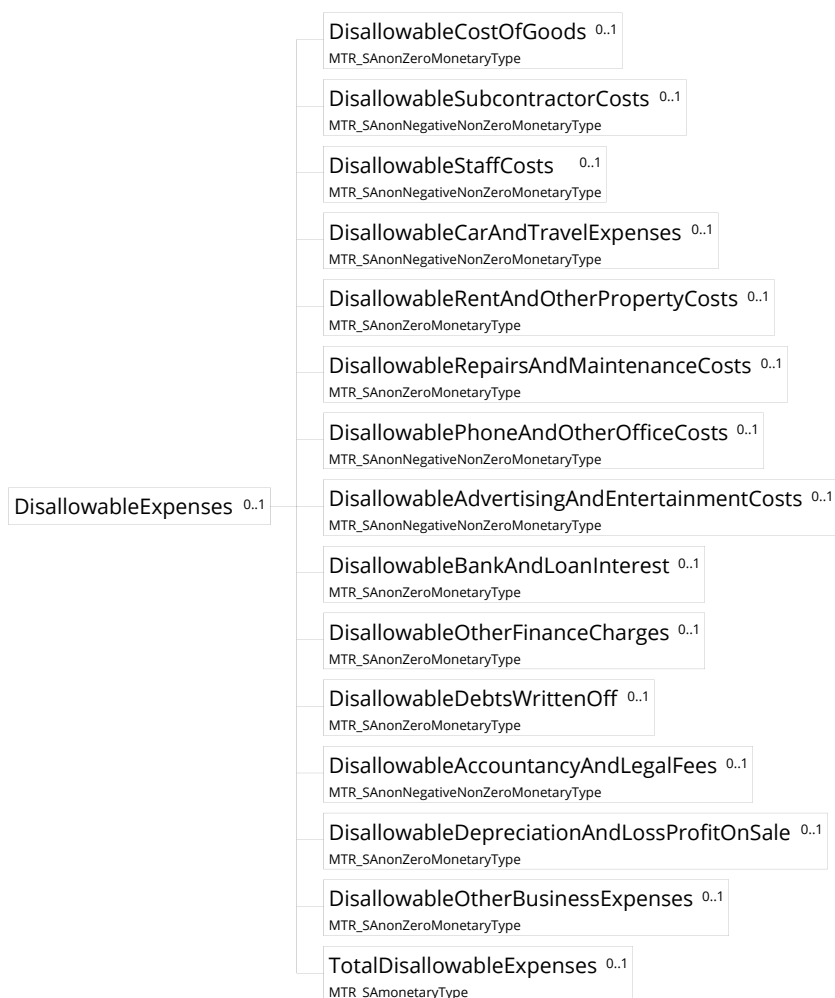 DisallowableCostOfGoods 0..1
MTR_SAnonZeroMonetaryType
DisallowableSubcontractorCosts 0..1
MTR_SAnonNegativeNonZeroMonetaryType
DisallowableStaffCosts 0..1
MTR_SAnonNegativeNonZeroMonetaryType
DisallowableCarAndTravelExpenses 0..1
MTR_SAnonNegativeNonZeroMonetaryType
DisallowableRentAndOtherPropertyCosts 0..1
MTR_SAnonZeroMonetaryType
DisallowableRepairsAndMaintenanceCosts 0..1
MTR_SAnonZeroMonetaryType
DisallowablePhoneAndOtherOfficeCosts 0..1
MTR_SAnonNegativeNonZeroMonetaryType
DisallowableExpenses 0..1
DisallowableAdvertisingAndEntertainmentCosts 0..1
MTR_SAnonNegativeNonZeroMonetaryType
DisallowableBankAndLoanInterest 0..1
MTR_SAnonZeroMonetaryType
DisallowableOtherFinanceCharges 0..1
MTR_SAnonZeroMonetaryType
DisallowableDebtsWrittenOff 0..1
MTR_SAnonZeroMonetaryType
DisallowableAccountancyAndLegalFees 0..1
MTR_SAnonNegativeNonZeroMonetaryType
DisallowableDepreciationAndLossProfitOnSale 0..1
MTR_SAnonZeroMonetaryType
DisallowableOtherBusinessExpenses 0..1
MTR_SAnonZeroMonetaryType
TotalDisallowableExpenses 0..1
MTR_SAmonetaryType